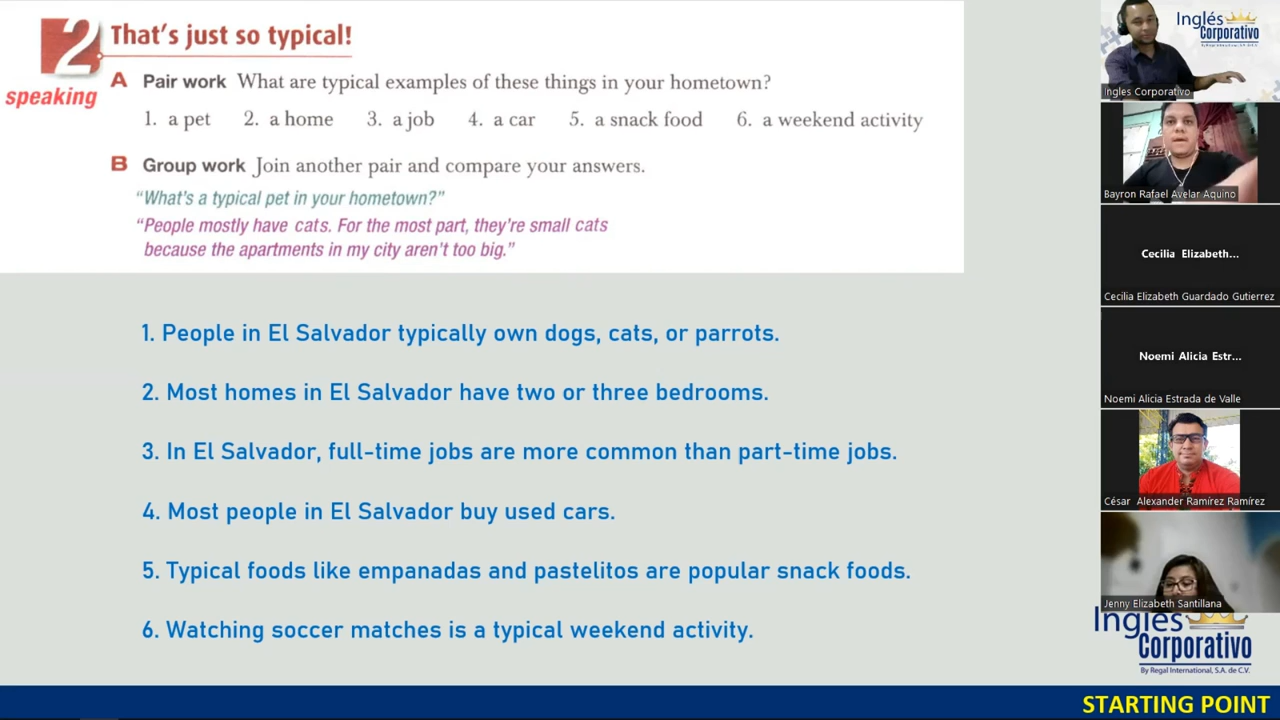 2
speaking
That's just so typical!
A Pair work What are typical examples of these things in your hometown?
1. a pet 2. a home 3. a job 4. a car 5. a snack food 6. a weekend activity
B Group work Join another pair and compare your answers.
"What's a typical pet in your hometown?"
"People mostly have cats. For the most part, they're small cats
because the apartments in my city aren't too big."
1. People in El Salvador typically own dogs, cats, or parrots.
2. Most homes in El Salvador have two or three bedrooms.
3. In El Salvador, full-time jobs are more common than part-time jobs.
4. Most people in El Salvador buy used cars.
5. Typical foods like empanadas and pastelitos are popular snack foods.
6. Watching soccer matches is a typical weekend activity.
Inglés
Corporativo
By Regal International, S.A. de C.V.
Ingles Corporativo
Bayron Rafael Avelar Aquino
Cecilia Elizabeth...
Cecilia Elizabeth Guardado Gutierrez
Noemi Alicia Estr...
Noemi Alicia Estrada de Valle
César Alexander Ramírez Ramírez
Jenny Elizabeth Santillana
Inglés
Corporativo
By Regal International, S.A. de C.V.
STARTING POINT